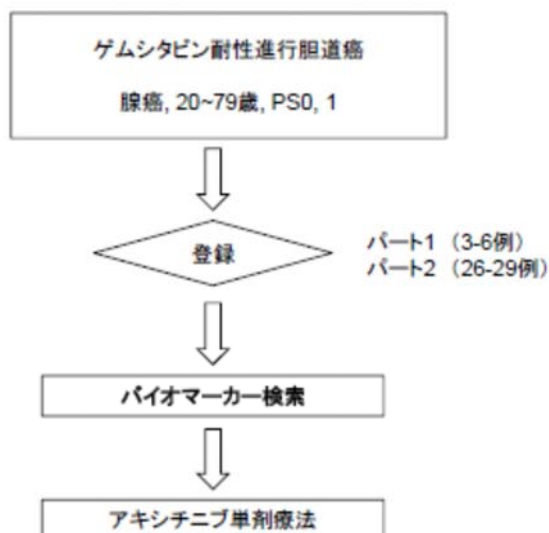 ゲムシタビン耐性進行胆道癌
腺癌, 20~79歳, PS0, 1
登録
パート1 (3-6例)
パート2 (26-29例)
バイオマーカー検索
アキシチニブ単剤療法